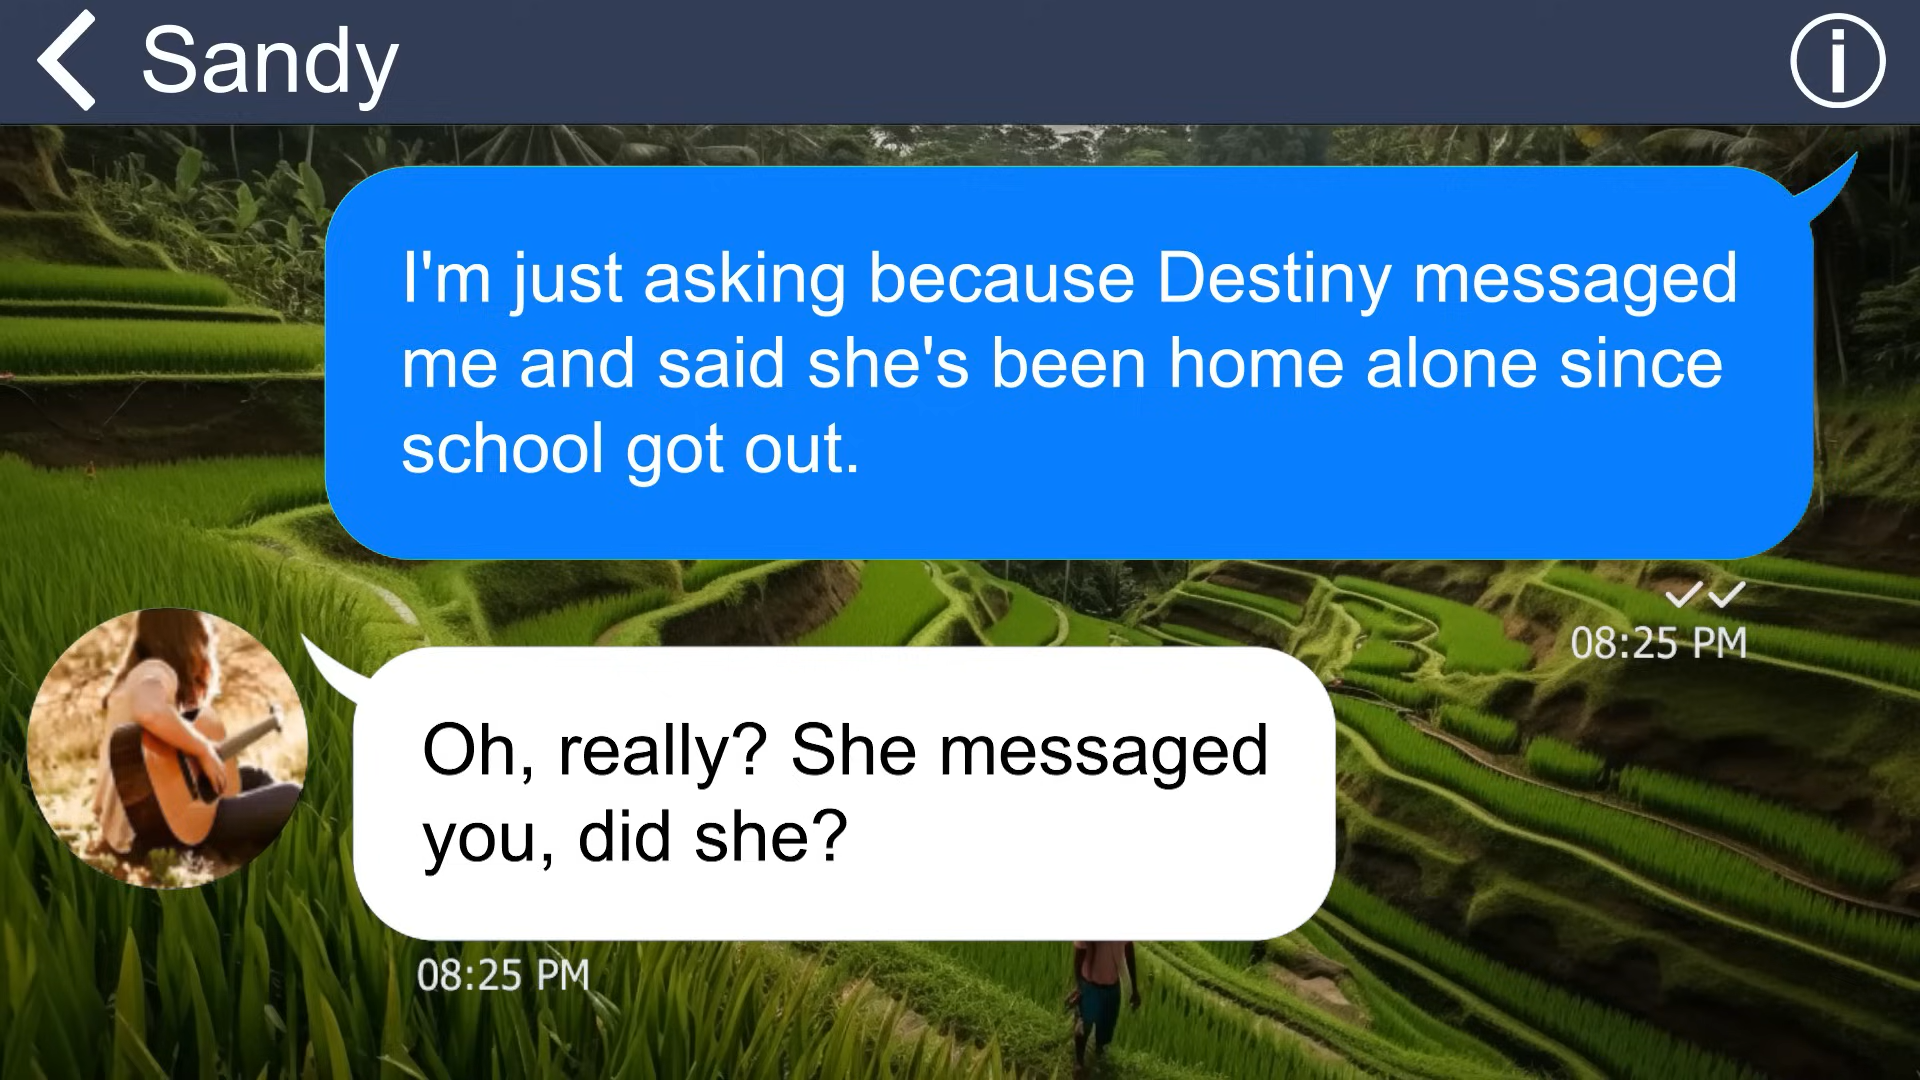 Sandy
I'm just asking because Destiny messaged
me and said she's been home alone since
school got out.
08:25 PM
Oh, really? She messaged
you, did she?
08:25 PM